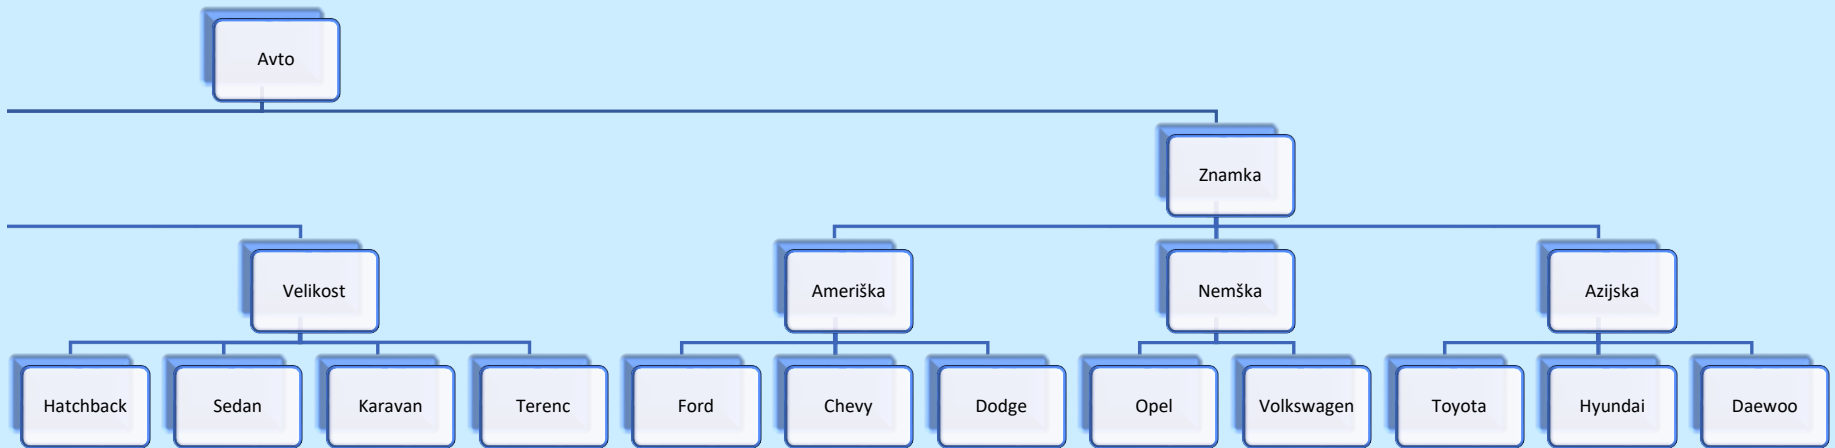 Avto
Znamka
Velikost
Ameriška
Nemška
Azijska
Hatchback
Sedan
Karavan
Terenc
Ford
Chevy
Dodge
Opel
Volkswagen
Toyota
Hyundai
Daewoo